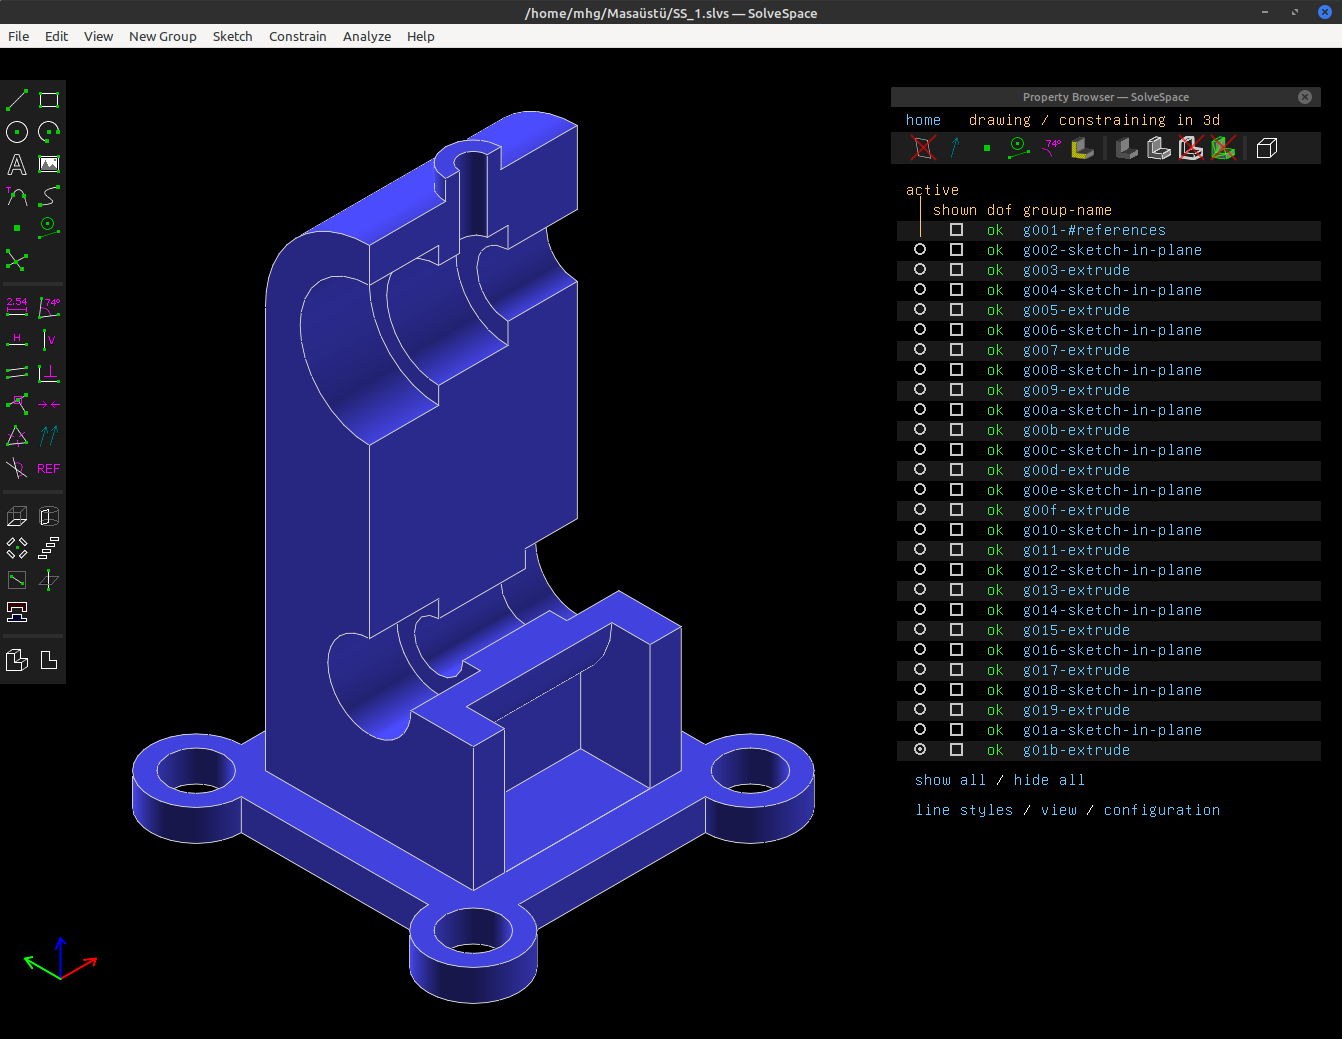 /home/mhg/Masaüstü/SS_1.slvs — SolveSpace
File Edit View New Group Sketch Constrain Analyze Help
Property Browser — SolveSpace
home drawing / constraining in 3d
74°
active
shown dof group-name
ok g001-#references
ok g002-sketch-in-plane
ok g003-extrude
ok g004-sketch-in-plane
ok g005-extrude
ok g006-sketch-in-plane
ok g007-extrude
ok g008-sketch-in-plane
ok g009-extrude
ok g00a-sketch-in-plane
ok g00b-extrude
ok g00c-sketch-in-plane
ok g00d-extrude
ok g00e-sketch-in-plane
ok g00f-extrude
ok g010-sketch-in-plane
ok g011-extrude
ok g012-sketch-in-plane
ok g013-extrude
ok g014-sketch-in-plane
ok g015-extrude
ok g016-sketch-in-plane
ok g017-extrude
ok g018-sketch-in-plane
ok g019-extrude
ok g01a-sketch-in-plane
ok g01b-extrude
show all / hide all
line styles / view / configuration
A
T
2.54 74°
H V
REF